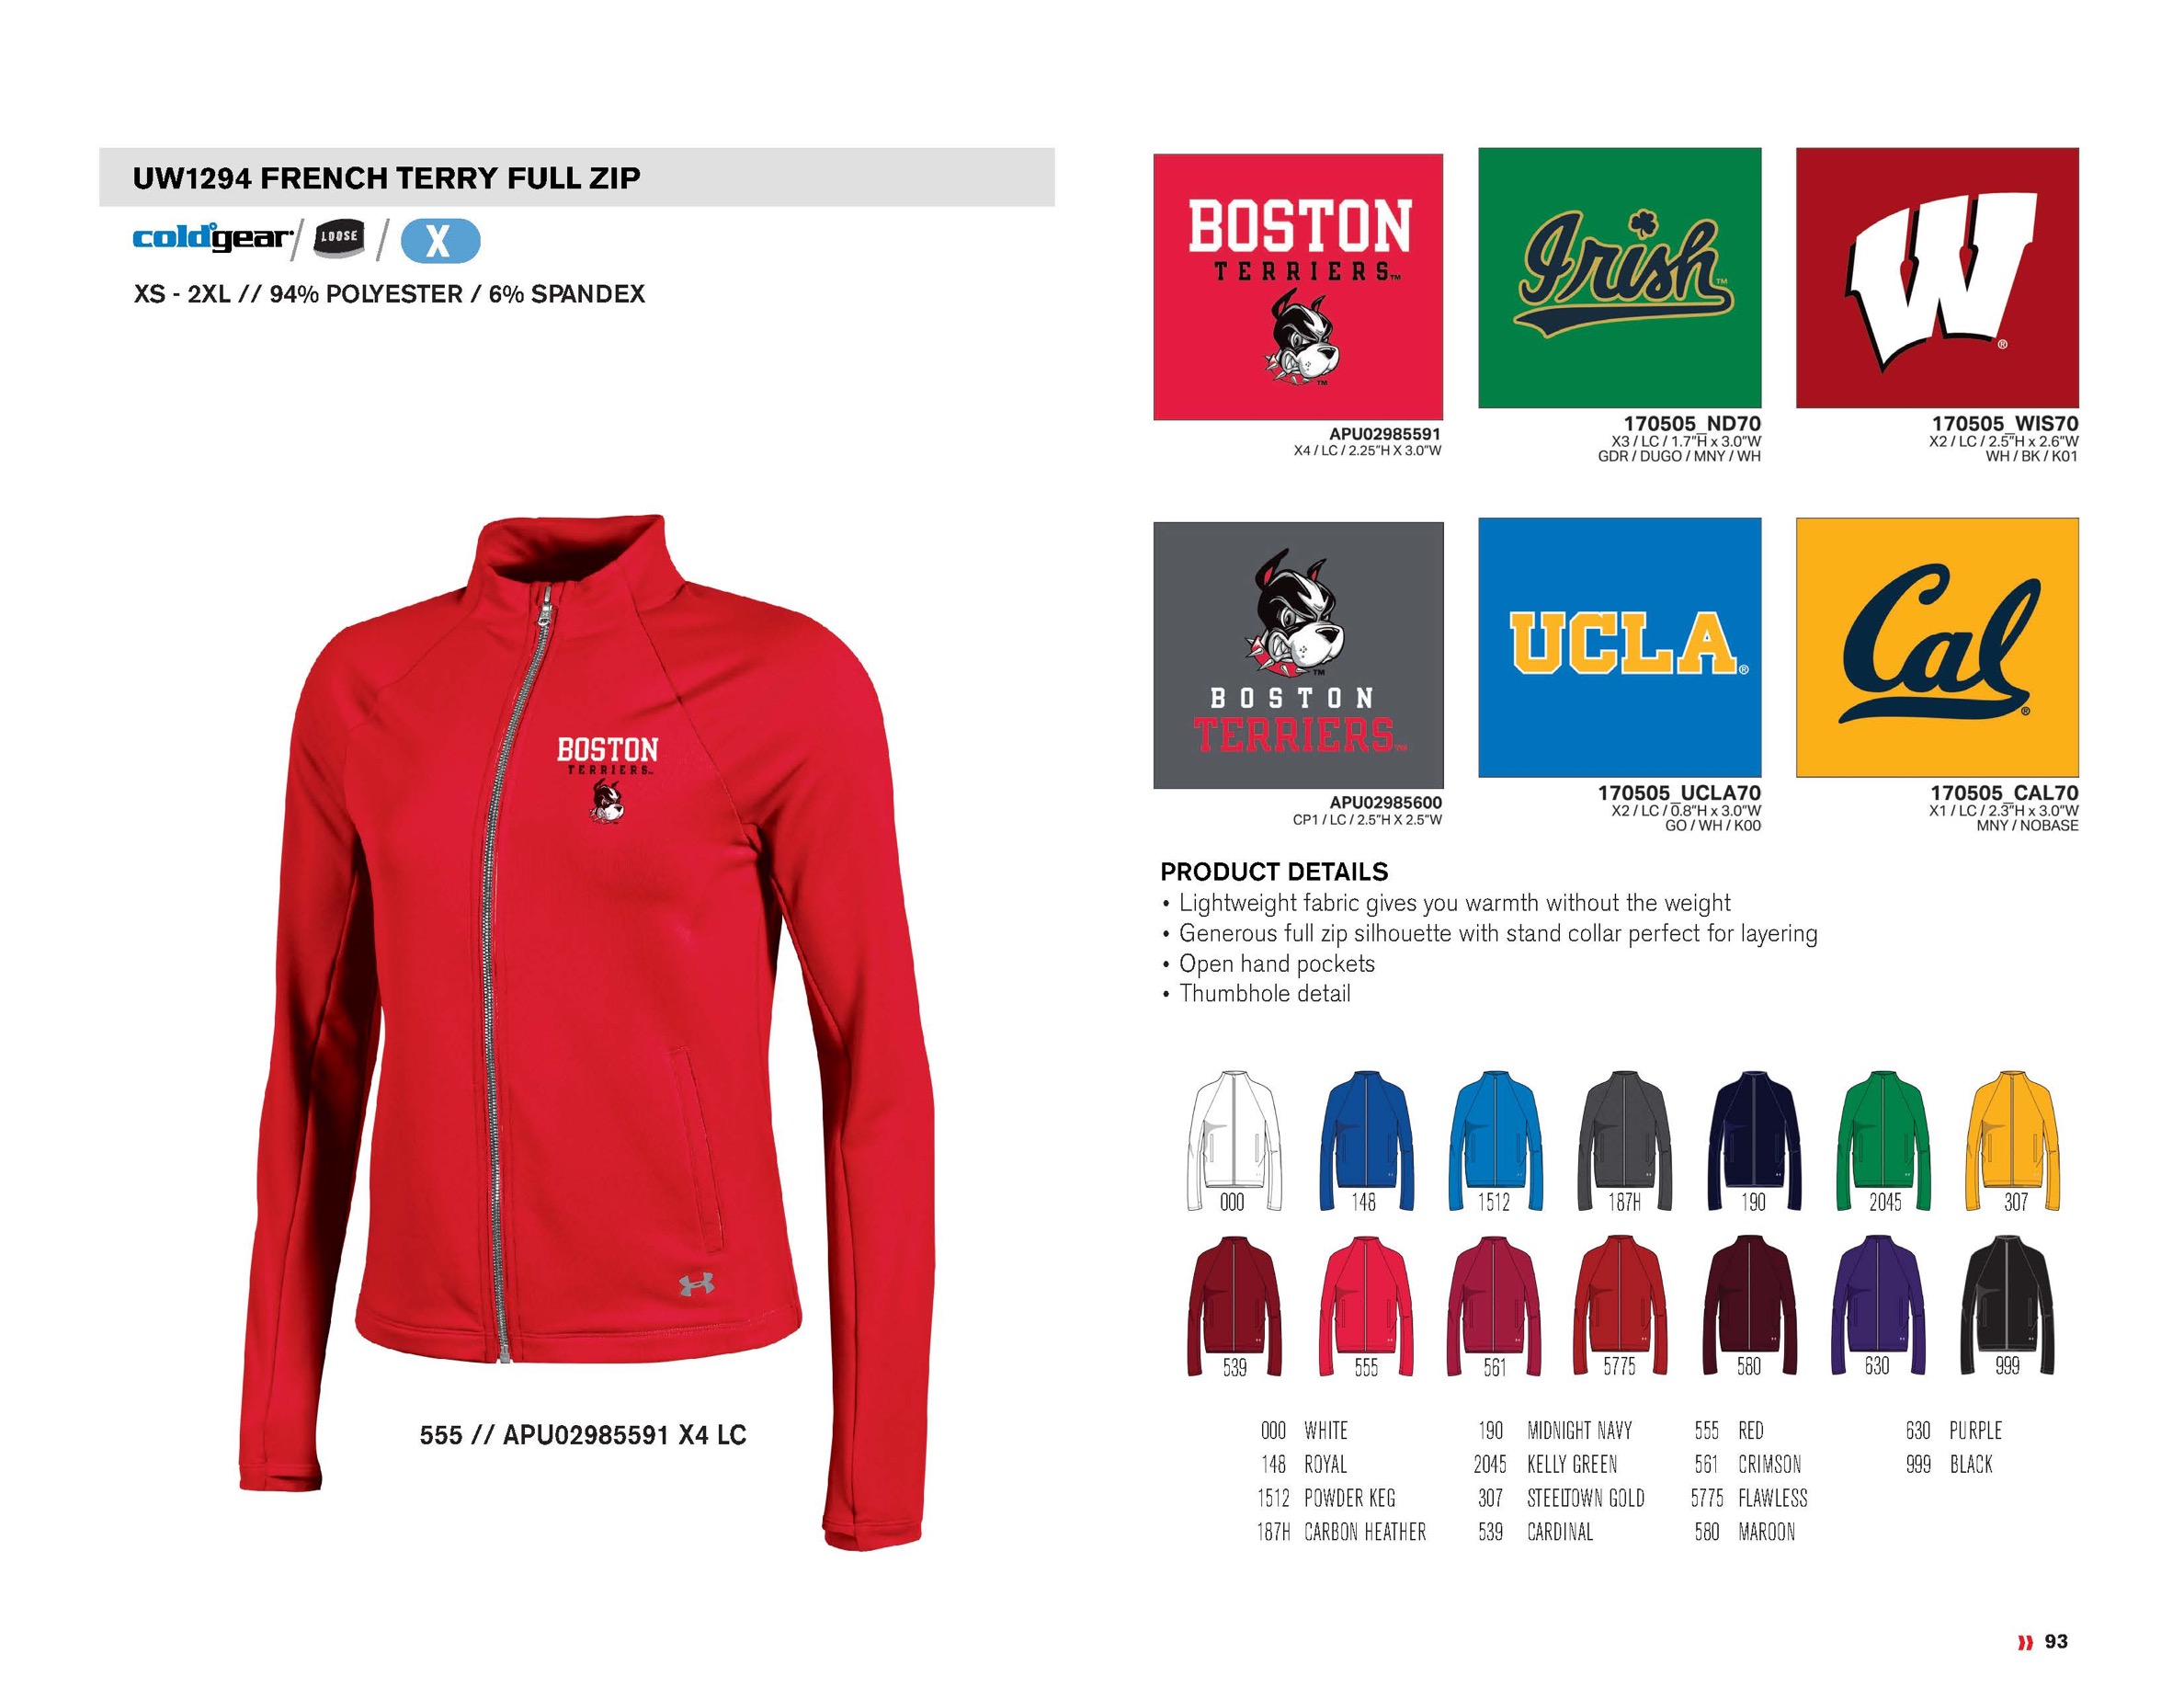 UW1294 FRENCH TERRY FULL ZIP
coldgear / LOOSE / X
XS - 2XL // 94% POLYESTER / 6% SPANDEX
BOSTON
TERRIERS™
555 // APU02985591 X4 LC
BOSTON
TERRIERS™
™
APU02985591
X4 / LC / 2.25"H X 3.0"W
Irish™
170505_ND70
X3 / LC / 1.7"H x 3.0"W
GDR / DUGO / MNY / WH
W®
170505_WIS70
X2 / LC / 2.5"H x 2.6"W
WH / BK / K01
™
BOSTON
TERRIERS™
APU02985600
CP1 / LC / 2.5"H X 2.5"W
UCLA®
170505_UCLA70
X2 / LC / 0.8"H x 3.0"W
GO / WH / K00
Cal®
170505_CAL70
X1 / LC / 2.3"H x 3.0"W
MNY / NOBASE
PRODUCT DETAILS
• Lightweight fabric gives you warmth without the weight
• Generous full zip silhouette with stand collar perfect for layering
• Open hand pockets
• Thumbhole detail
000 148 1512 187H 190 2045 307
539 555 561 5775 580 630 999
000 WHITE 190 MIDNIGHT NAVY 555 RED 630 PURPLE
148 ROYAL 2045 KELLY GREEN 561 CRIMSON 999 BLACK
1512 POWDER KEG 307 STEELTOWN GOLD 5775 FLAWLESS
187H CARBON HEATHER 539 CARDINAL 580 MAROON
93